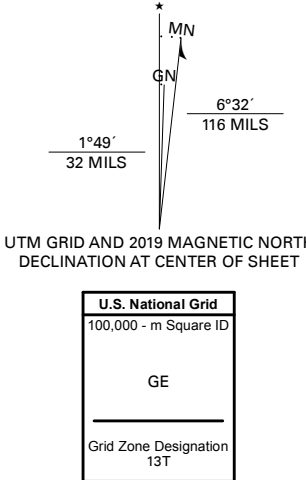 ★
MN
GN
6°32´
116 MILS
1°49´
32 MILS
UTM GRID AND 2019 MAGNETIC NORTH
DECLINATION AT CENTER OF SHEET
U.S. National Grid
100,000 - m Square ID
GE
Grid Zone Designation
13T